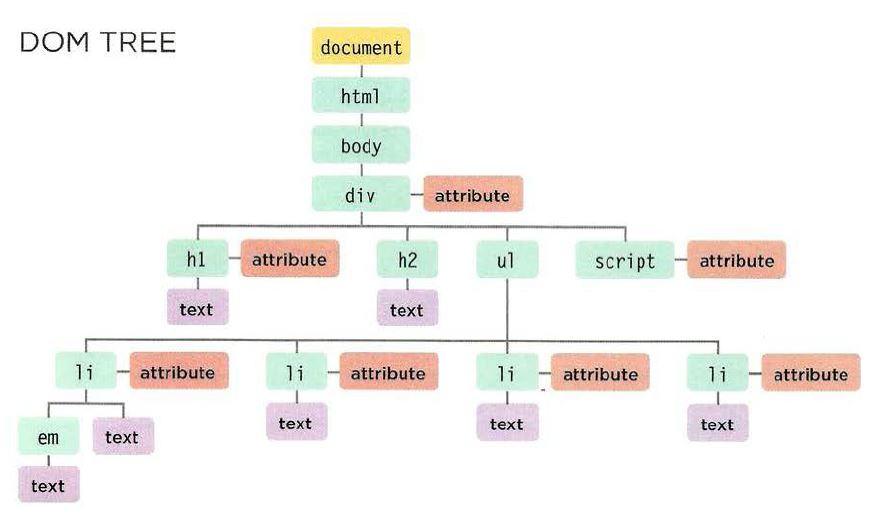 DOM TREE
document
html
body
div attribute
h1 attribute h2 ul script attribute
text text
li attribute li attribute li attribute li attribute
em text text text text
text